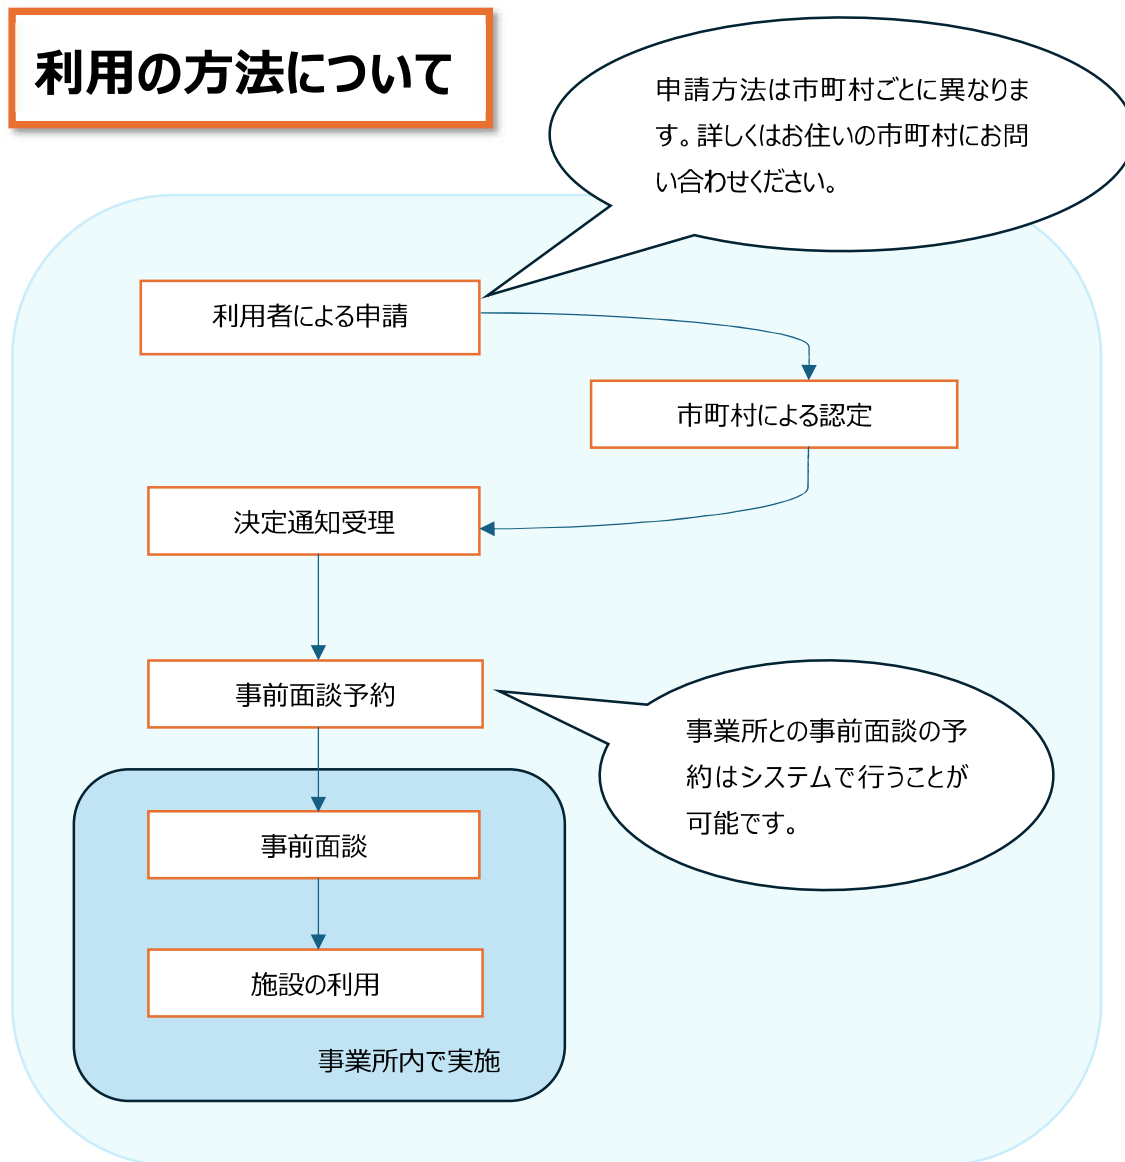 利用の方法について
申請方法は市町村ごとに異なりま
す。詳しくはお住いの市町村にお問
い合わせください。
利用者による申請
市町村による認定
決定通知受理
事前面談予約
事業所との事前面談の予
約はシステムで行うことが
可能です。
事前面談
施設の利用
事業所内で実施